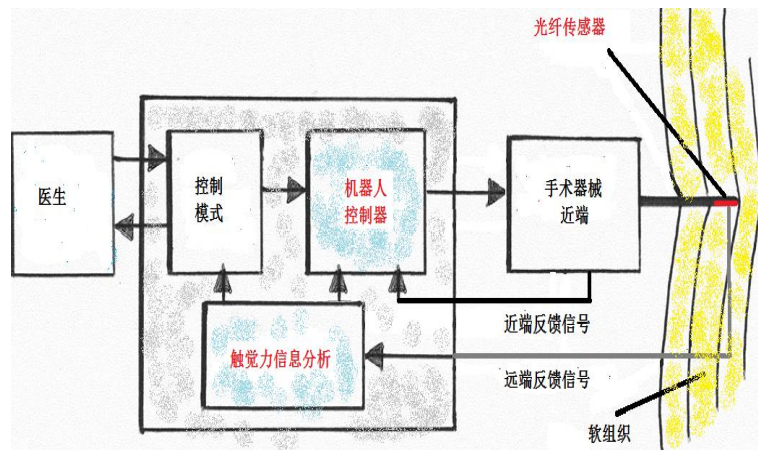 光纤传感器
医生
控制
模式
机器人
控制器
手术器械
近端
近端反馈信号
触觉力信息分析
远端反馈信号
软组织